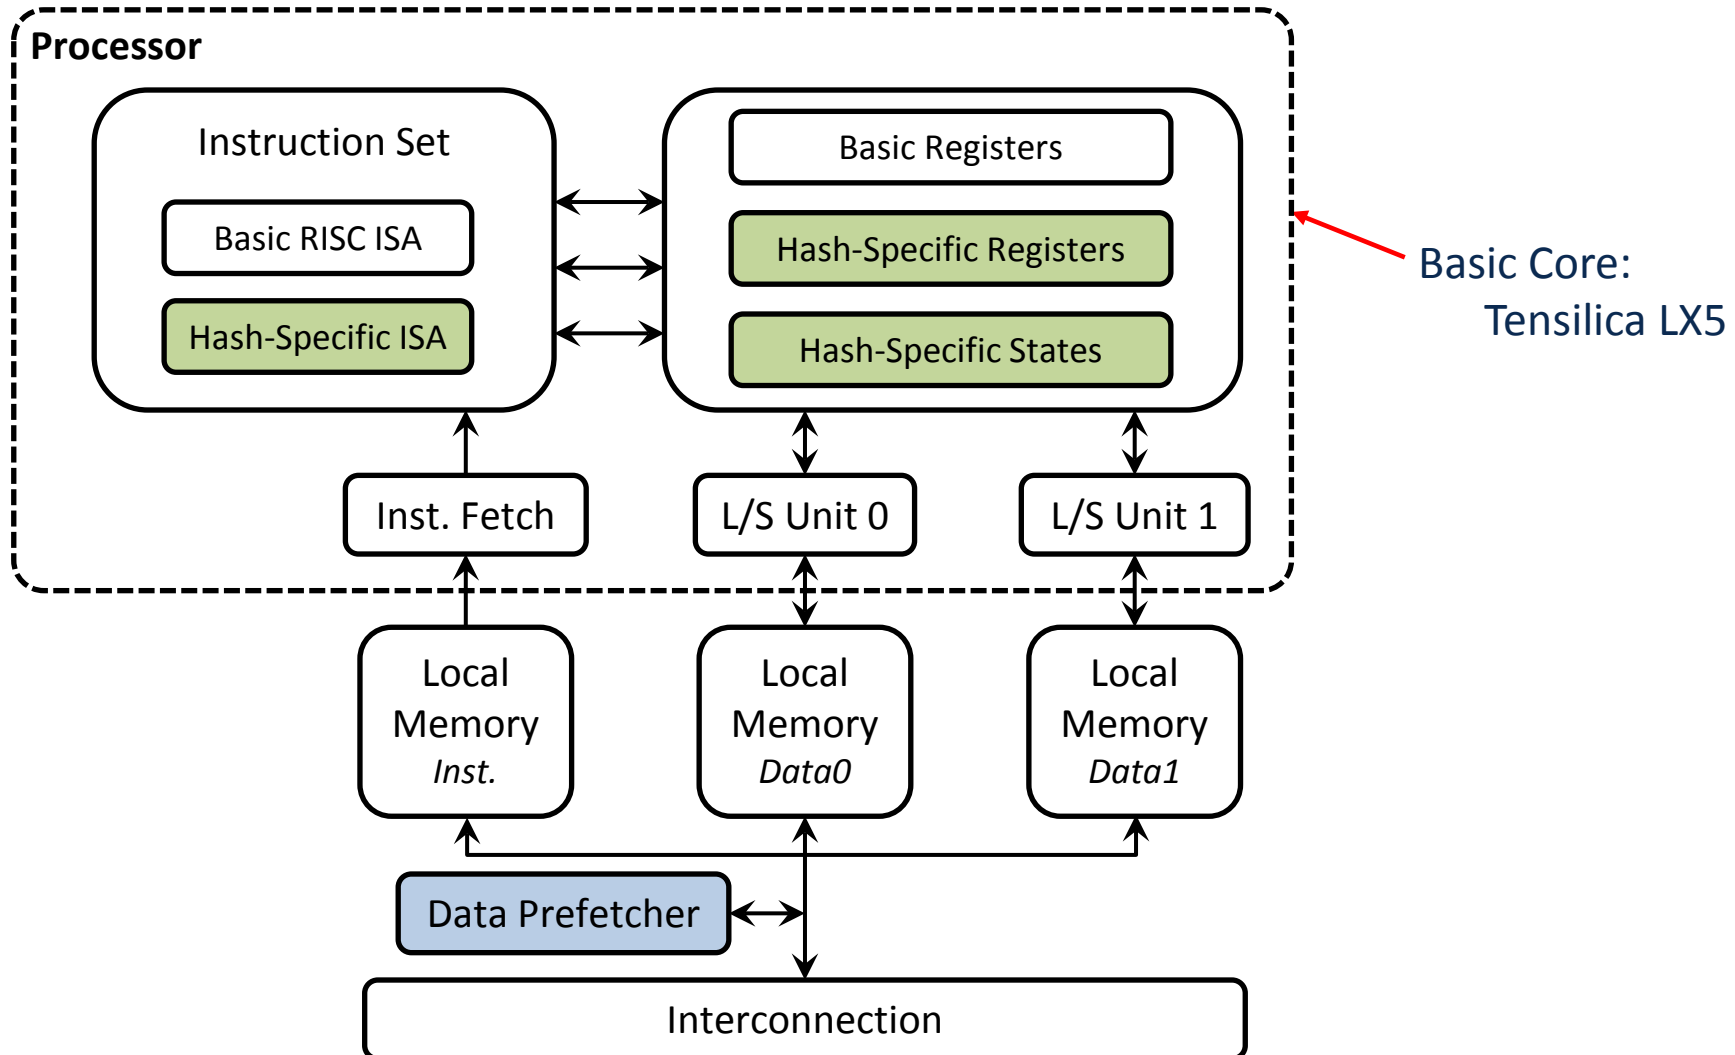 Processor
Instruction Set
Basic RISC ISA
Hash-Specific ISA
Basic Registers
Hash-Specific Registers
Hash-Specific States
Basic Core:
Tensilica LX5
Inst. Fetch
L/S Unit 0
L/S Unit 1
Local
Memory
Inst.
Local
Memory
Data0
Local
Memory
Data1
Data Prefetcher
Interconnection